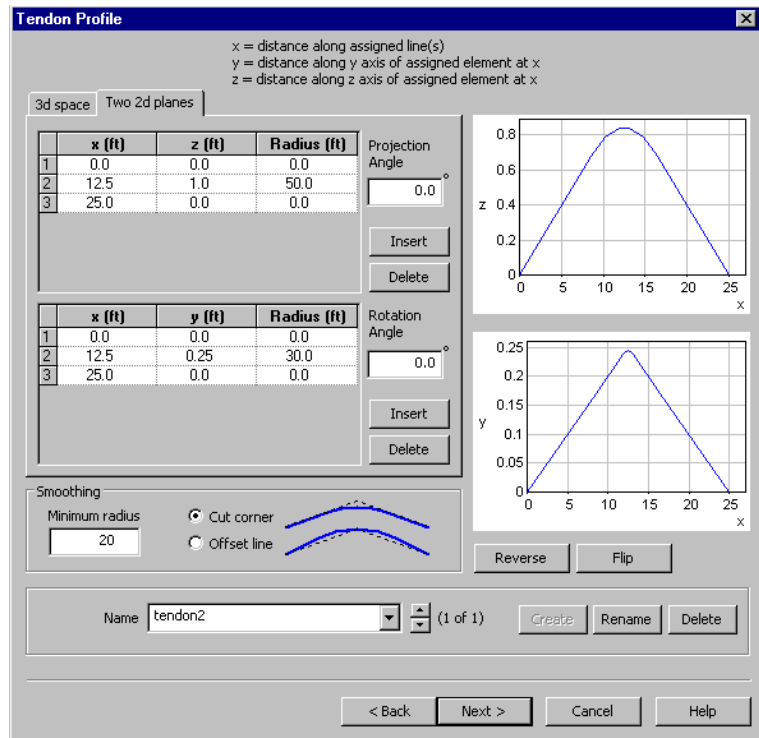 Tendon Profile
x = distance along assigned line(s)
y = distance along y axis of assigned element at x
z = distance along z axis of assigned element at x
3d space Two 2d planes
x (ft) z (ft) Radius (ft)
1 0.0 0.0 0.0
2 12.5 1.0 50.0
3 25.0 0.0 0.0
Projection
Angle
0.0 °
Insert
Delete
x (ft) y (ft) Radius (ft)
1 0.0 0.0 0.0
2 12.5 0.25 30.0
3 25.0 0.0 0.0
Rotation
Angle
0.0 °
Insert
Delete
0.8
0.6
z 0.4
0.2
0
0 5 10 15 20 25
x
0.25
0.2
0.15
y 0.1
0.05
0
0 5 10 15 20 25
x
Smoothing
Minimum radius
20
Cut corner
Offset line
Reverse Flip
Name tendon2 (1 of 1) Create Rename Delete
< Back Next > Cancel Help